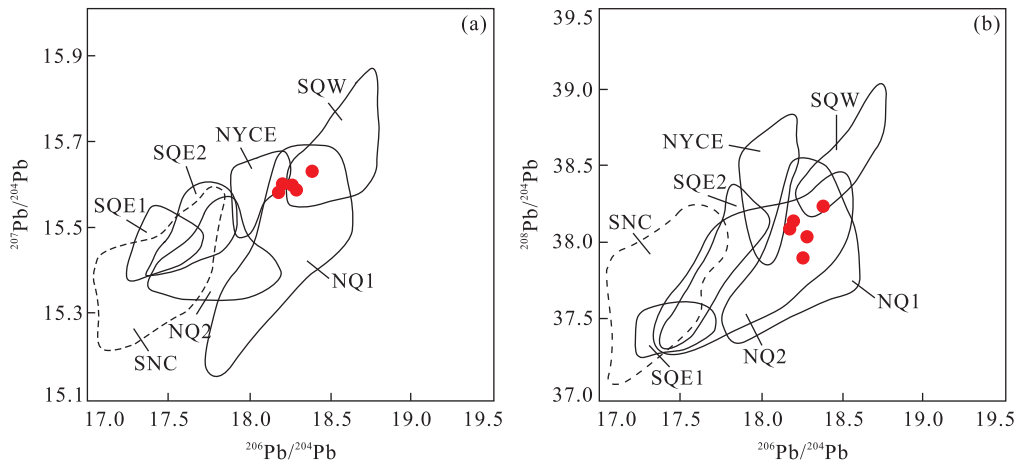 (a)
15.9
15.7
15.5
15.3
15.1
²⁰⁷Pb/²⁰⁴Pb
SQW
NYCE
SQE2
SQE1
NQ1
NQ2
SNC
17.0 17.5 18.0 18.5 19.0 19.5
²⁰⁶Pb/²⁰⁴Pb
(b)
39.5
39.0
38.5
38.0
37.5
37.0
²⁰⁸Pb/²⁰⁴Pb
SQW
NYCE
SQE2
SNC
NQ1
NQ2
SQE1
17.0 17.5 18.0 18.5 19.0 19.5
²⁰⁶Pb/²⁰⁴Pb